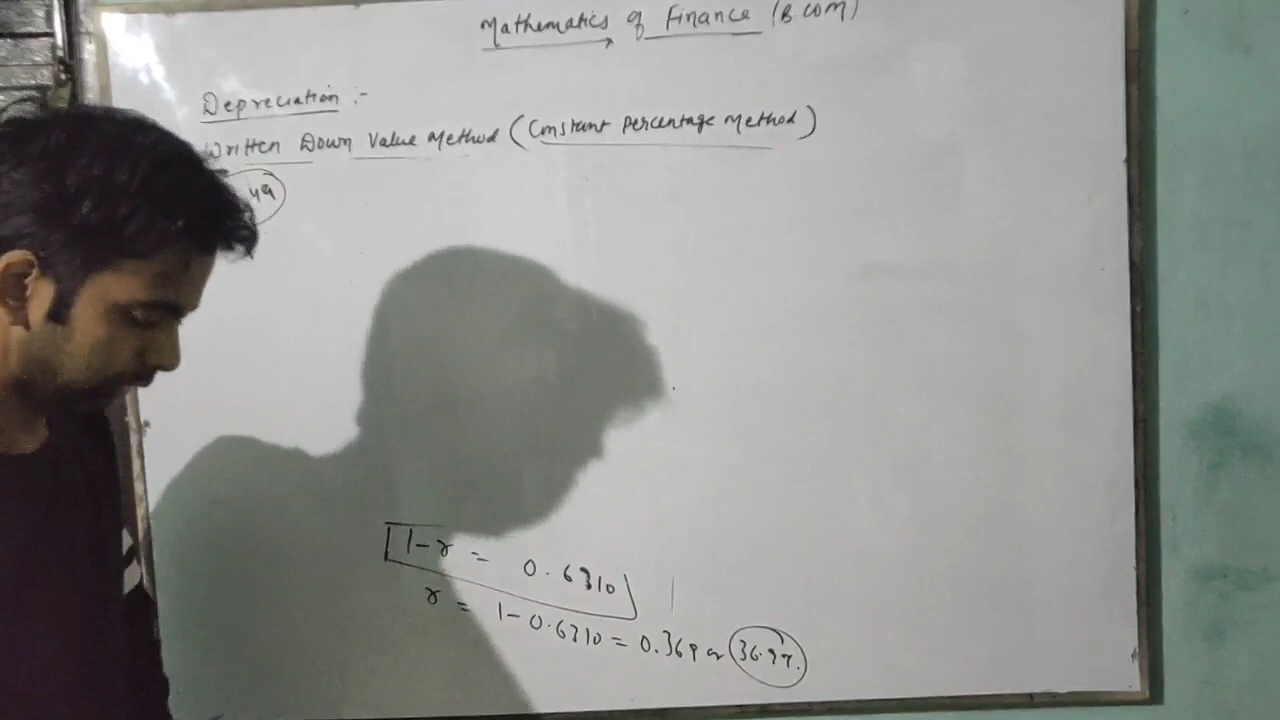 Mathematics of Finance (B.COM)
Depreciation :-
Written Down Value Method (Constant Percentage Method)
49
1-r = 0.6310
r = 1-0.6310 = 0.369 or 36.9%.